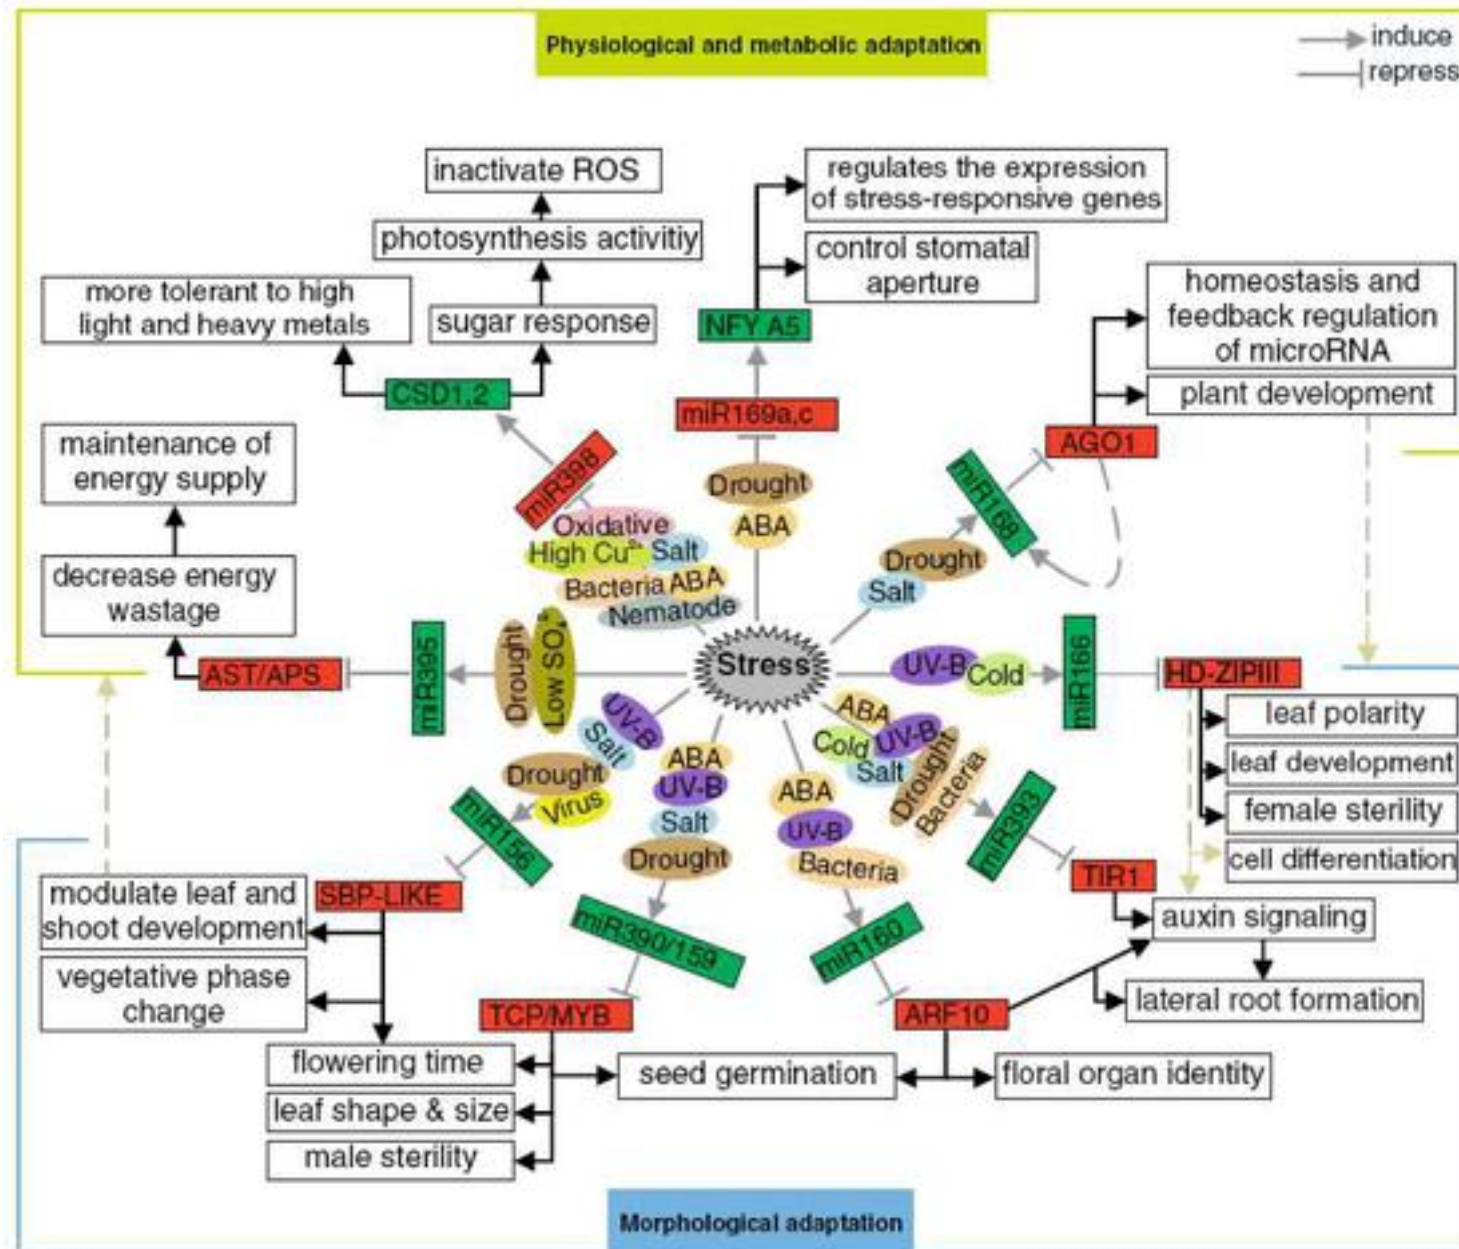 Physiological and metabolic adaptation
induce
repress
inactivate ROS
photosynthesis activitiy
more tolerant to high
light and heavy metals
sugar response
CSD1,2
regulates the expression
of stress-responsive genes
control stomatal
aperture
NFY A5
miR169a,c
homeostasis and
feedback regulation
of microRNA
plant development
AGO1
miR168
maintenance of
energy supply
decrease energy
wastage
AST/APS
miR395
miR398
Oxidative
High Cu²⁺
Salt
Bacteria
ABA
Nematode
Drought
ABA
Drought
Salt
Drought
Low SO₄
Stress
UV-B
Cold
miR166
HD-ZIPIII
leaf polarity
leaf development
female sterility
cell differentiation
UV-B
Salt
Drought
Virus
miR156
SBP-LIKE
modulate leaf and
shoot development
vegetative phase
change
ABA
UV-B
Salt
Drought
miR390/159
TCP/MYB
flowering time
leaf shape & size
male sterility
ABA
UV-B
Bacteria
miR160
ARF10
seed germination
floral organ identity
ABA
Cold
UV-B
Salt
Drought
Bacteria
miR393
TIR1
auxin signaling
lateral root formation
Morphological adaptation